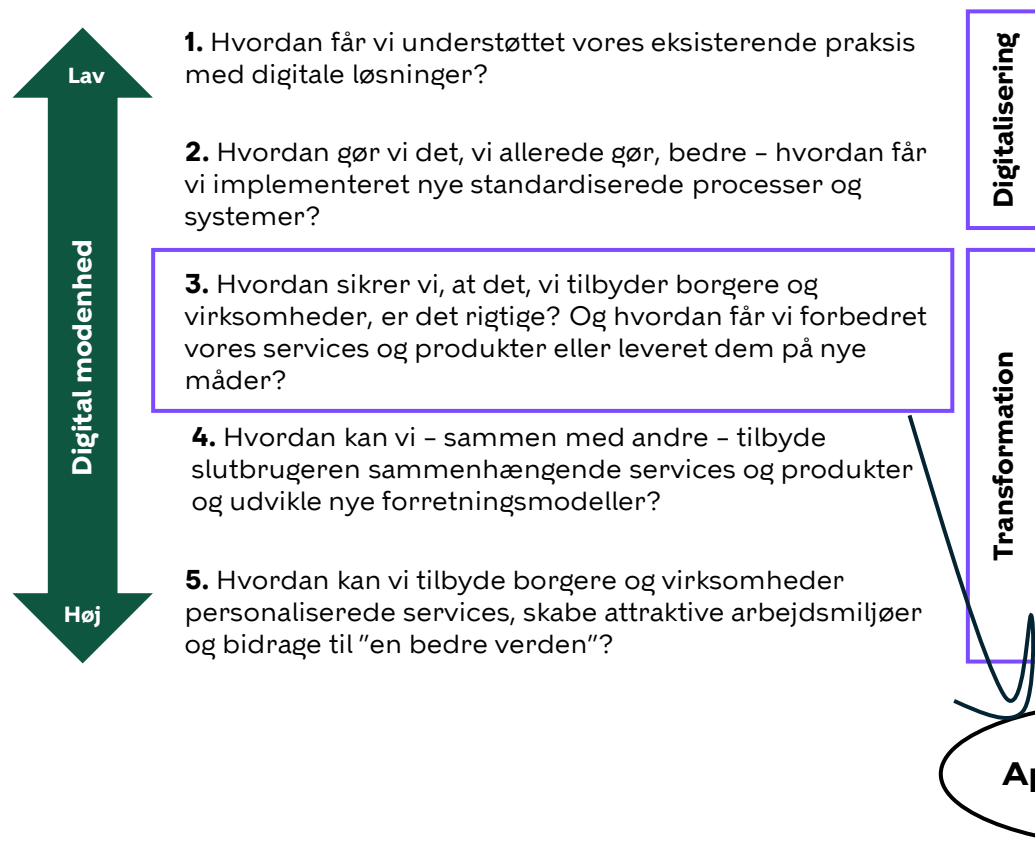 Lav
Digital modenhed
Høj
1. Hvordan får vi understøttet vores eksisterende praksis
med digitale løsninger?
2. Hvordan gør vi det, vi allerede gør, bedre – hvordan får
vi implementeret nye standardiserede processer og
systemer?
3. Hvordan sikrer vi, at det, vi tilbyder borgere og
virksomheder, er det rigtige? Og hvordan får vi forbedret
vores services og produkter eller leveret dem på nye
måder?
4. Hvordan kan vi – sammen med andre – tilbyde
slutbrugeren sammenhængende services og produkter
og udvikle nye forretningsmodeller?
5. Hvordan kan vi tilbyde borgere og virksomheder
personaliserede services, skabe attraktive arbejdsmiljøer
og bidrage til ”en bedre verden”?
Digitalisering
Transformation